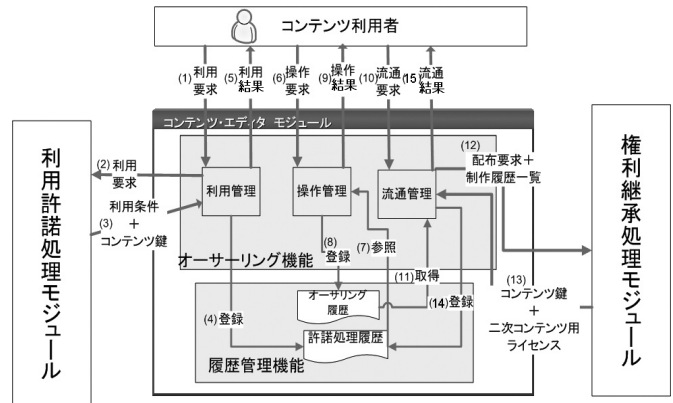 コンテンツ利用者
(1) 利用
要求
(5) 利用
結果
(6) 操作
要求
(9) 操作
結果
(10) 流通
要求
(15) 流通
結果
コンテンツ・エディタ モジュール
利用許諾処理モジュール
(2) 利用
要求
利用条件
(3) +
コンテンツ鍵
利用管理
操作管理
流通管理
(12)
配布要求+
制作履歴一覧
権利継承処理モジュール
(8)
登録
(7)参照
オーサリング機能
(11)取得
(13)
コンテンツ鍵
+
二次コンテンツ用
ライセンス
(4)登録
オーサリング
履歴
(14)登録
許諾処理履歴
履歴管理機能